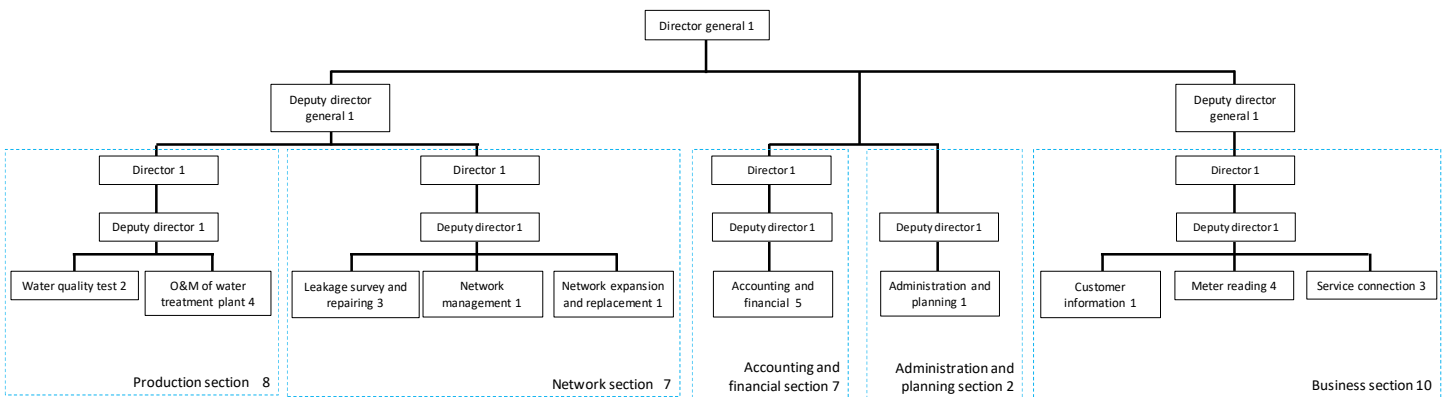 Director general 1
Deputy director
general 1
Deputy director
general 1
Director 1
Director 1
Director 1
Director 1
Deputy director 1
Deputy director 1
Deputy director 1
Deputy director 1
Deputy director 1
Water quality test 2
O&M of water
treatment plant 4
Leakage survey and
repairing 3
Network
management 1
Network expansion
and replacement 1
Accounting and
financial 5
Administration and
planning 1
Customer
information 1
Meter reading 4
Service connection 3
Production section 8
Network section 7
Accounting and
financial section 7
Administration and
planning section 2
Business section 10